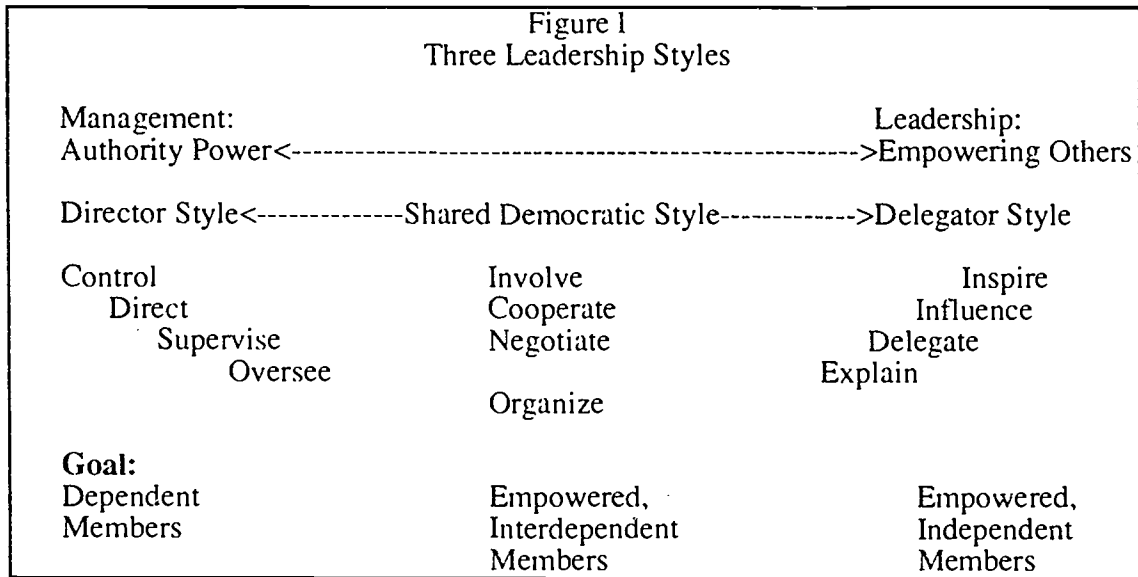 Figure 1
Three Leadership Styles
Management: Leadership:
Authority Power<------------------------------------------------------------>Empowering Others
Director Style<-------------Shared Democratic Style------------->Delegator Style
Control Involve Inspire
Direct Cooperate Influence
Supervise Negotiate Delegate
Oversee Explain
Organize
Goal:
Dependent Empowered, Empowered,
Members Interdependent Independent
Members Members